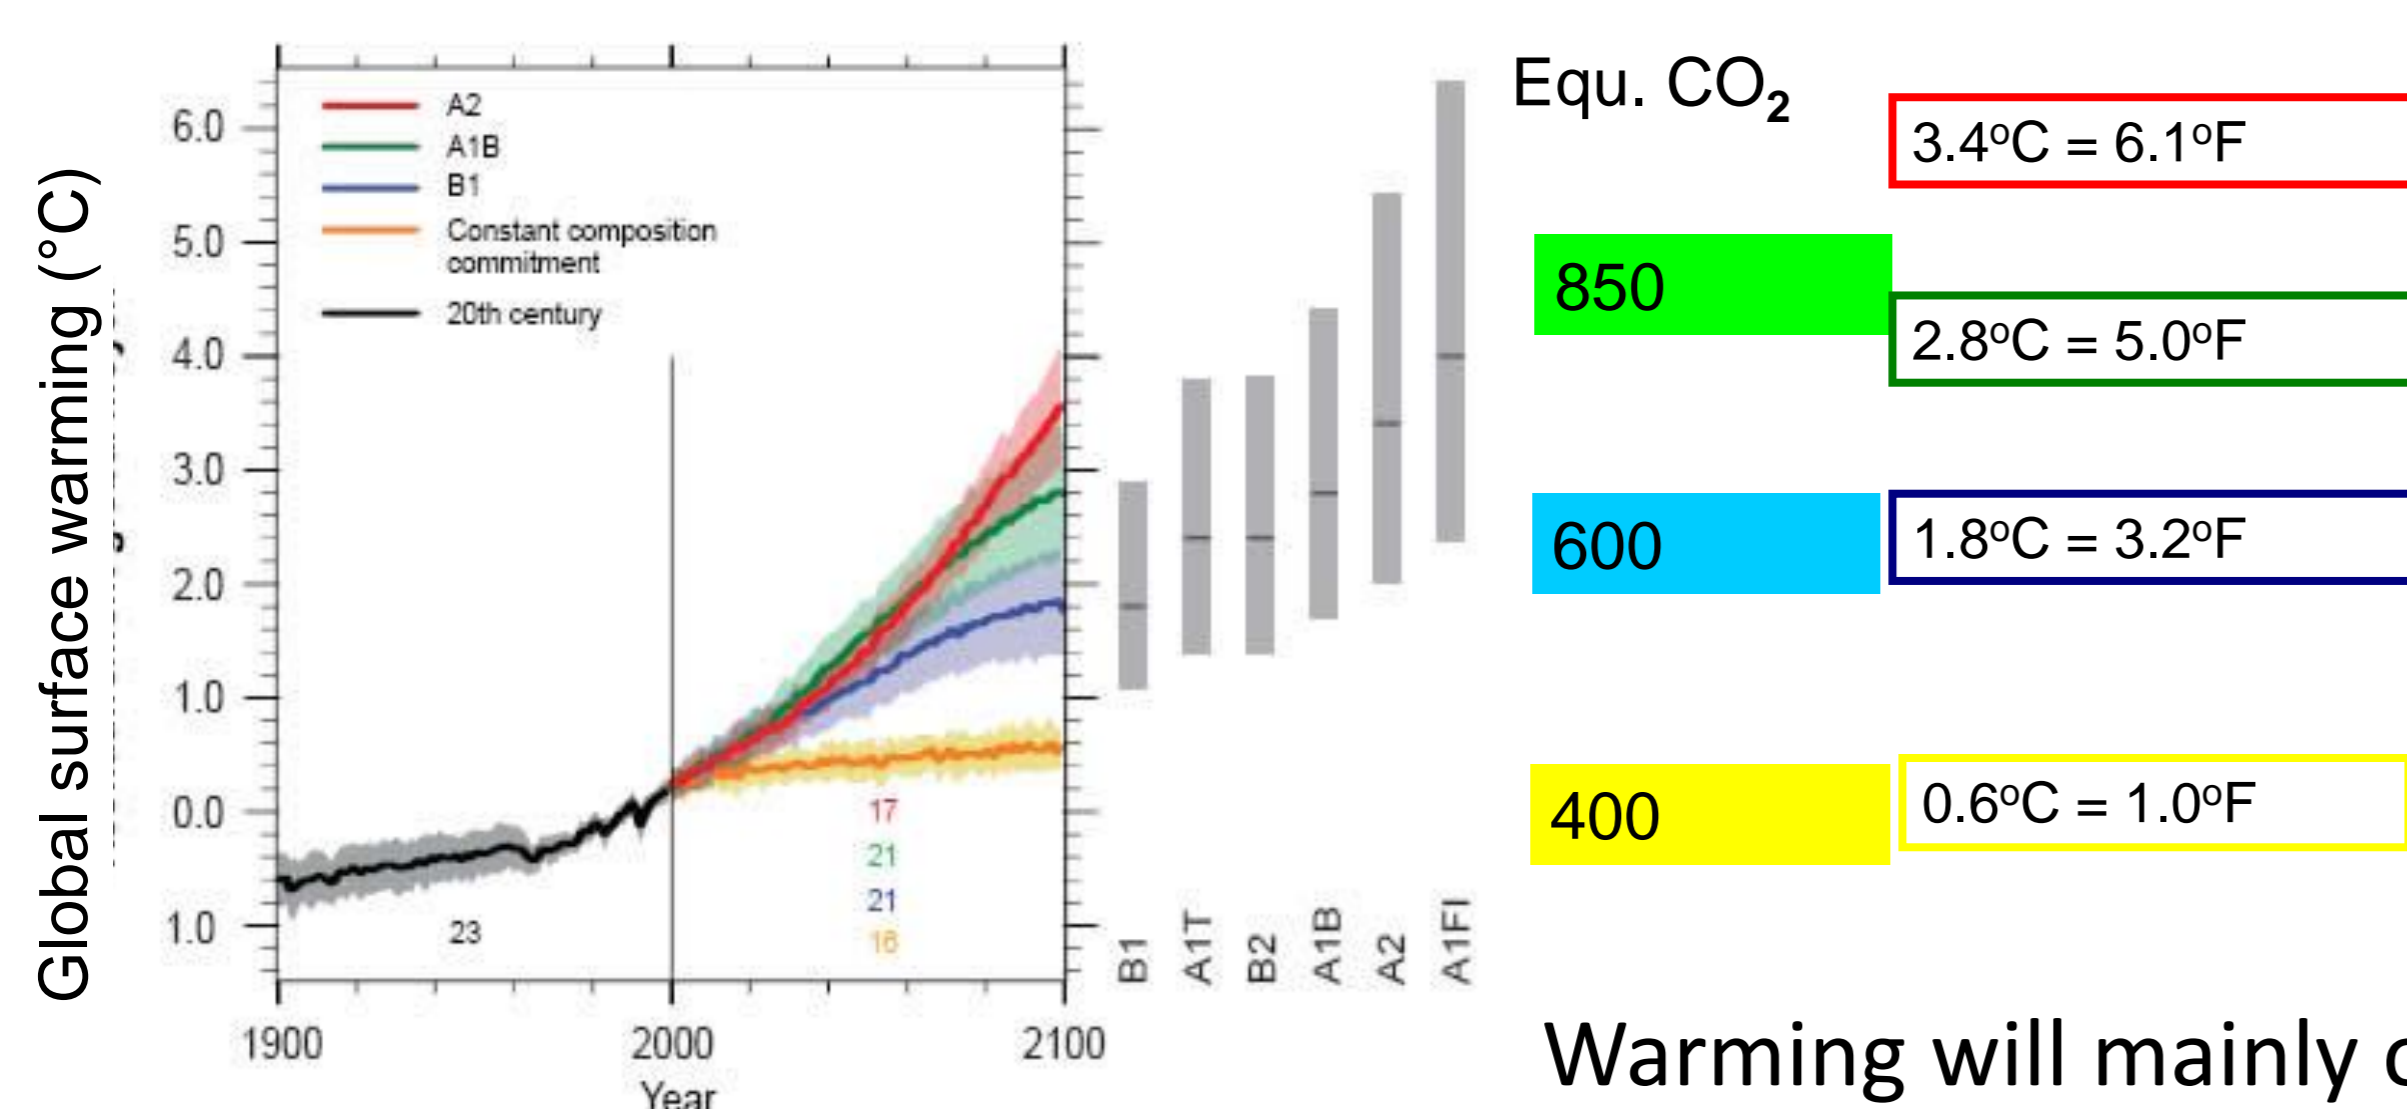 Global surface warming (°C)
6.0
5.0
4.0
3.0
2.0
1.0
0.0
1.0
A2
A1B
B1
Constant composition
commitment
20th century
23
17
21
21
16
1900
2000
2100
Year
B1
A1T
B2
A1B
A2
A1FI
Equ. CO₂
3.4ºC = 6.1ºF
850
2.8ºC = 5.0ºF
600
1.8ºC = 3.2ºF
400
0.6ºC = 1.0ºF
Warming will mainly